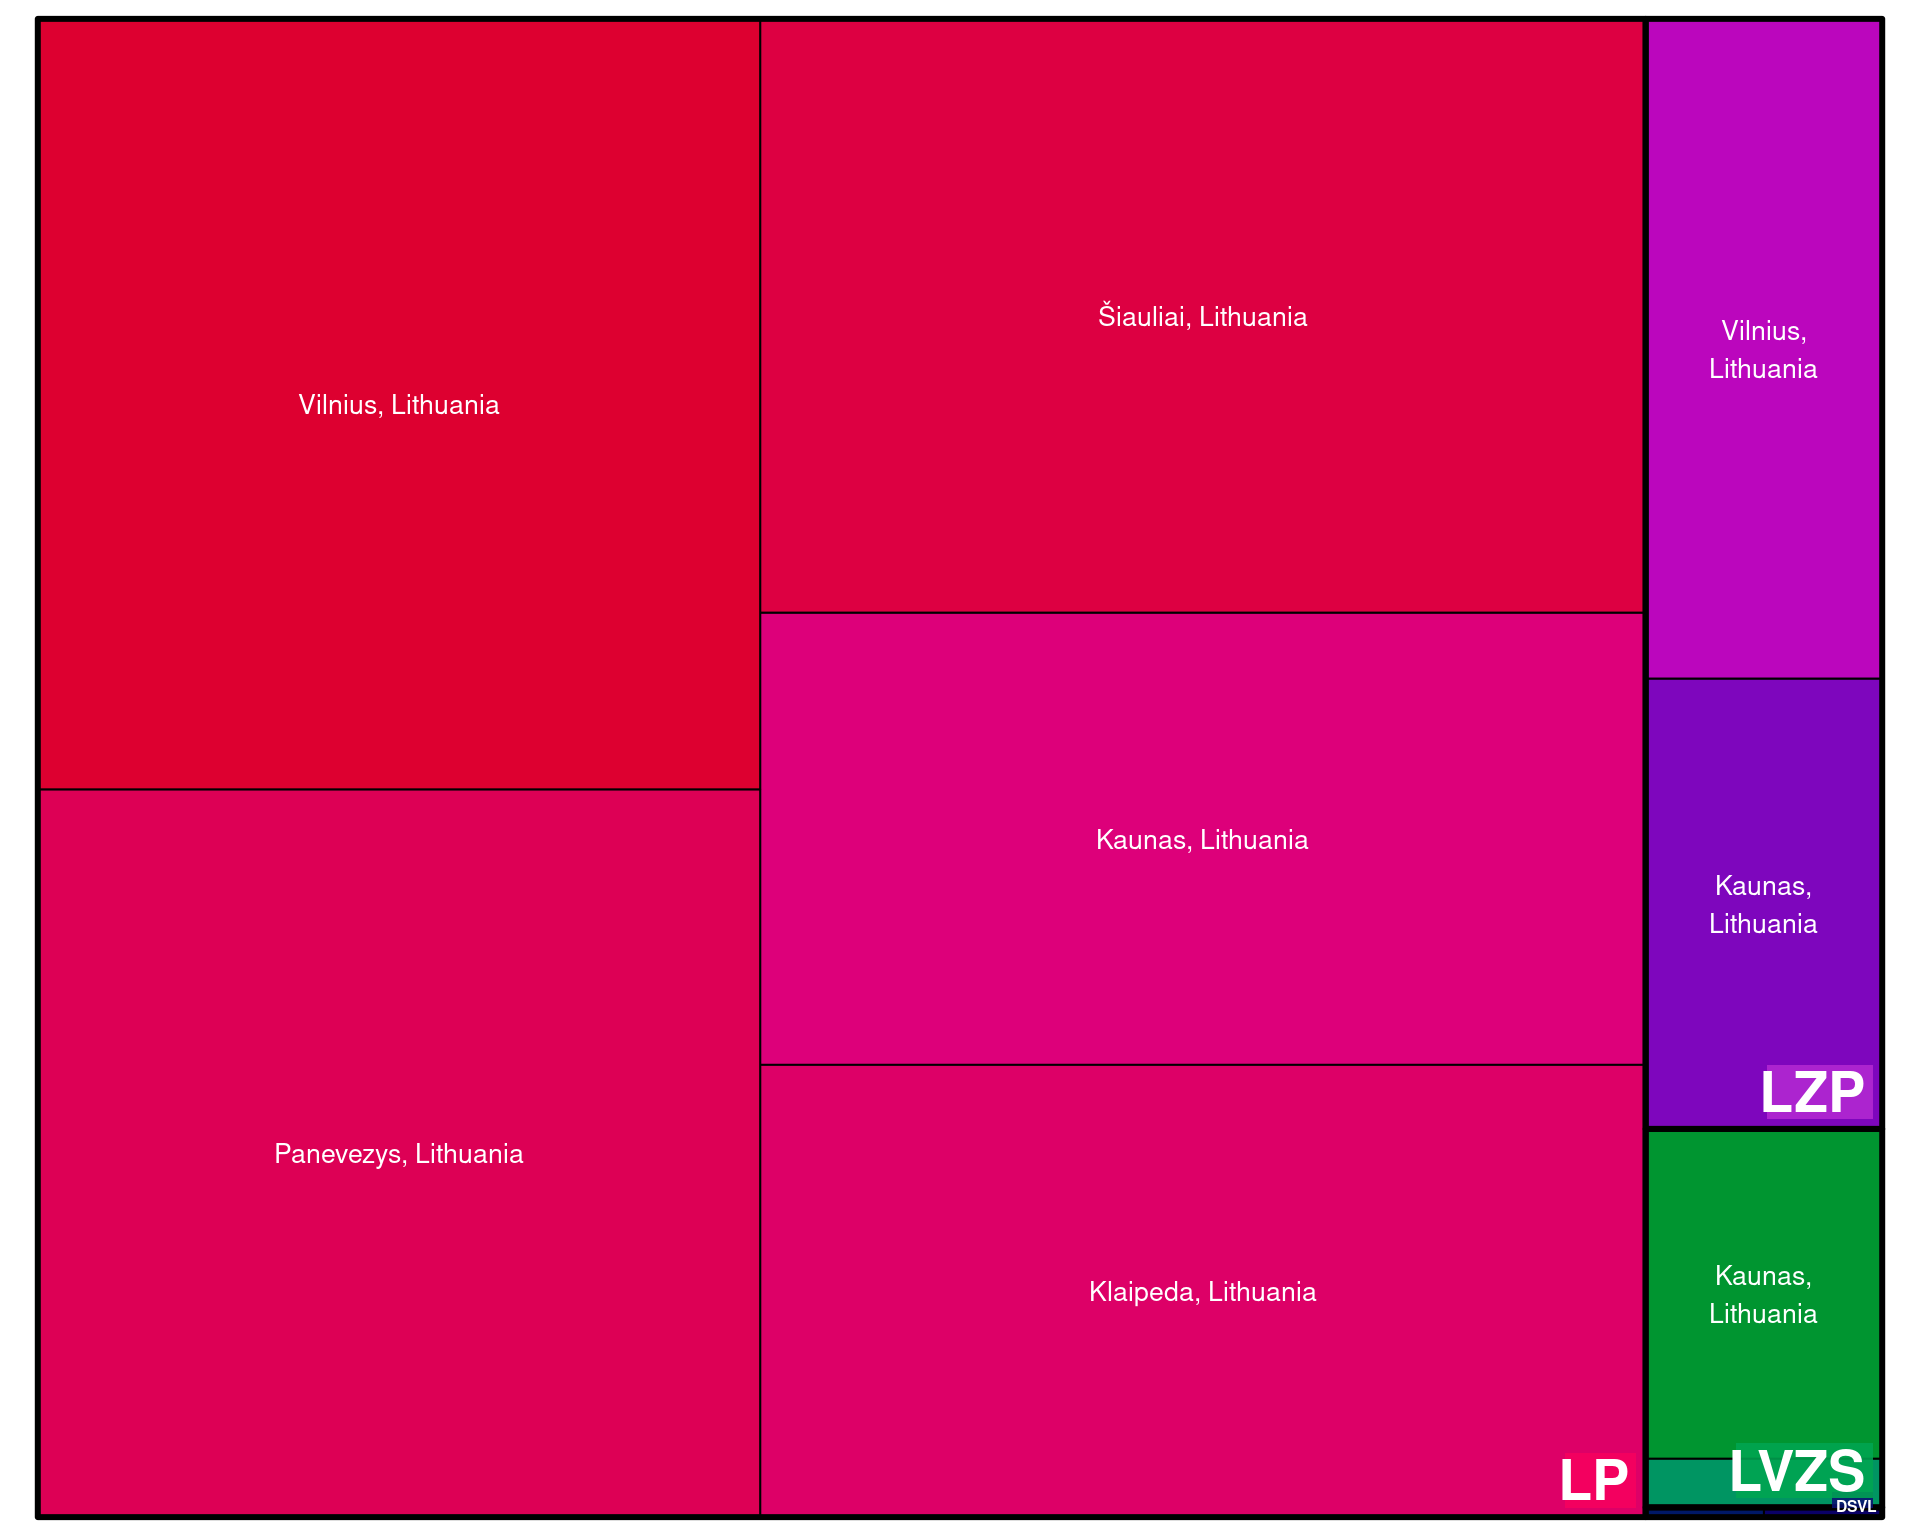 Vilnius, Lithuania
Panevezys, Lithuania
Šiauliai, Lithuania
Kaunas, Lithuania
Klaipeda, Lithuania
LP
Vilnius,
Lithuania
Kaunas,
Lithuania
LZP
Kaunas,
Lithuania
LVZS
DSVL